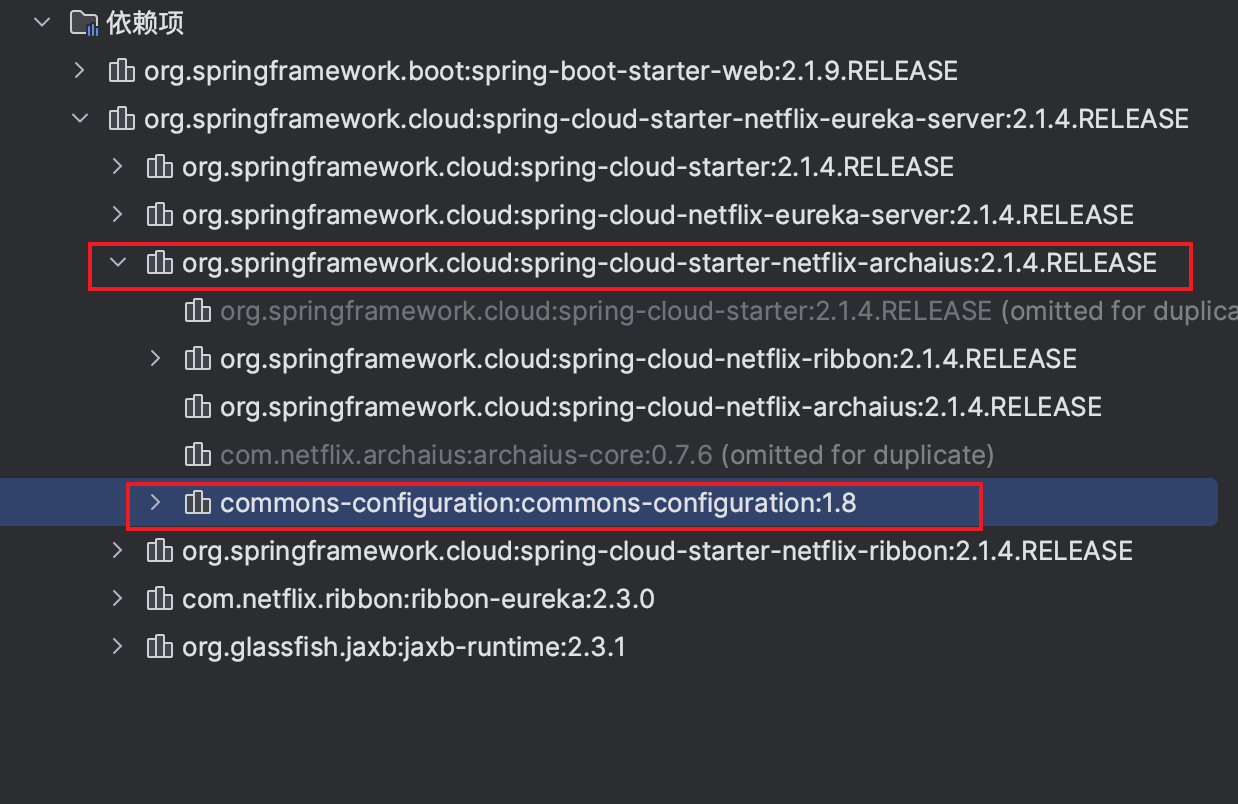 依赖项
org.springframework.boot:spring-boot-starter-web:2.1.9.RELEASE
org.springframework.cloud:spring-cloud-starter-netflix-eureka-server:2.1.4.RELEASE
org.springframework.cloud:spring-cloud-starter:2.1.4.RELEASE
org.springframework.cloud:spring-cloud-netflix-eureka-server:2.1.4.RELEASE
org.springframework.cloud:spring-cloud-starter-netflix-archaius:2.1.4.RELEASE
org.springframework.cloud:spring-cloud-starter:2.1.4.RELEASE (omitted for duplica
org.springframework.cloud:spring-cloud-netflix-ribbon:2.1.4.RELEASE
org.springframework.cloud:spring-cloud-netflix-archaius:2.1.4.RELEASE
com.netflix.archaius:archaius-core:0.7.6 (omitted for duplicate)
commons-configuration:commons-configuration:1.8
org.springframework.cloud:spring-cloud-starter-netflix-ribbon:2.1.4.RELEASE
com.netflix.ribbon:ribbon-eureka:2.3.0
org.glassfish.jaxb:jaxb-runtime:2.3.1